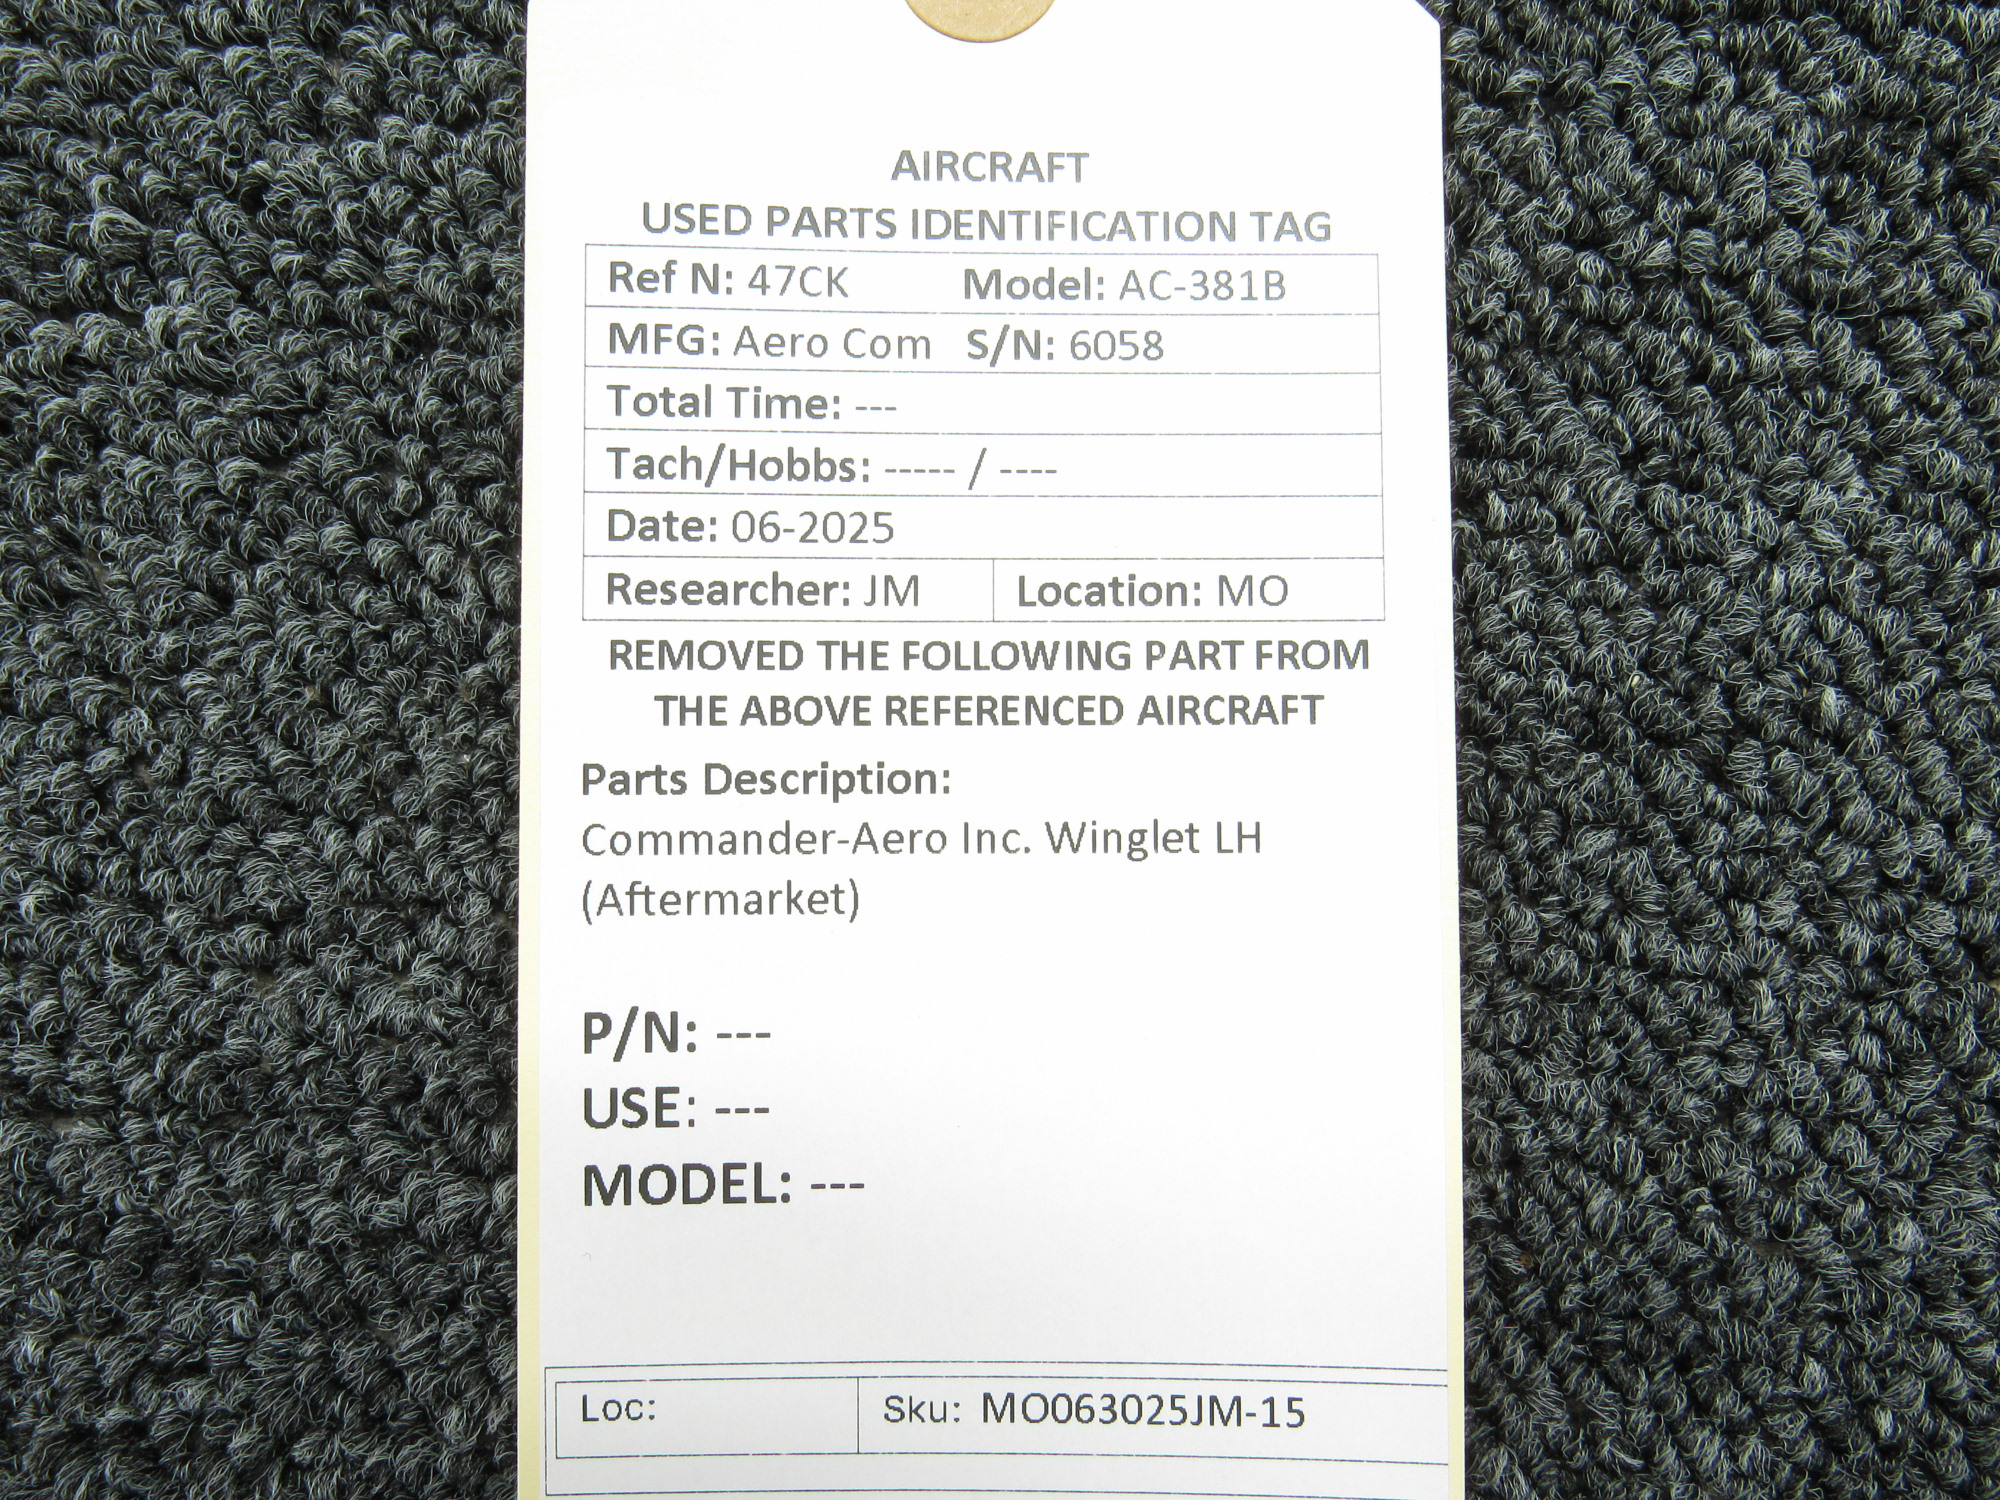 AIRCRAFT
USED PARTS IDENTIFICATION TAG
Ref N: 47CK Model: AC-381B
MFG: Aero Com S/N: 6058
Total Time: ---
Tach/Hobbs: ----- / ----
Date: 06-2025
Researcher: JM Location: MO
REMOVED THE FOLLOWING PART FROM
THE ABOVE REFERENCED AIRCRAFT
Parts Description:
Commander-Aero Inc. Winglet LH
(Aftermarket)
P/N: ---
USE: ---
MODEL: ---
Loc: Sku: MO063025JM-15